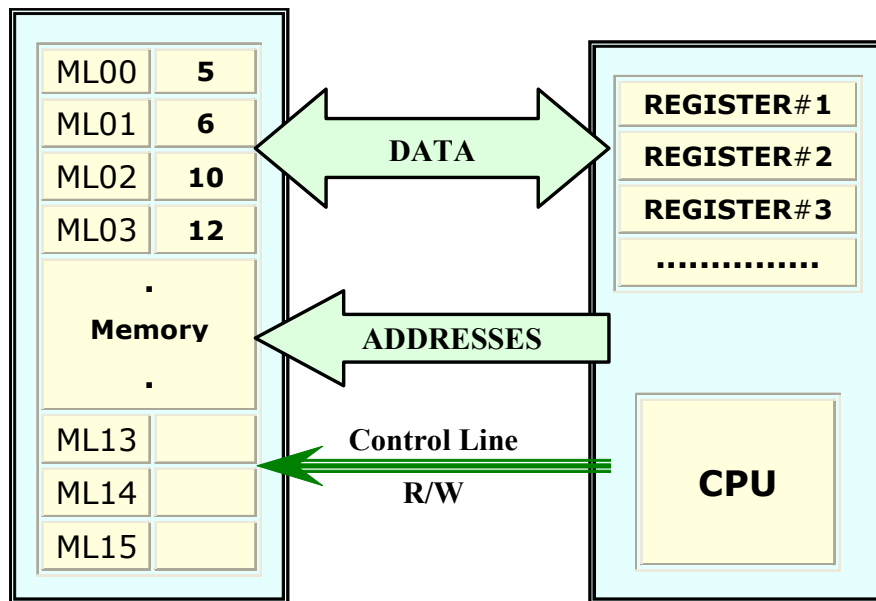 ML00 5
ML01 6
ML02 10
ML03 12
.
Memory
.
ML13
ML14
ML15
DATA
ADDRESSES
Control Line
R/W
REGISTER#1
REGISTER#2
REGISTER#3
...............
CPU